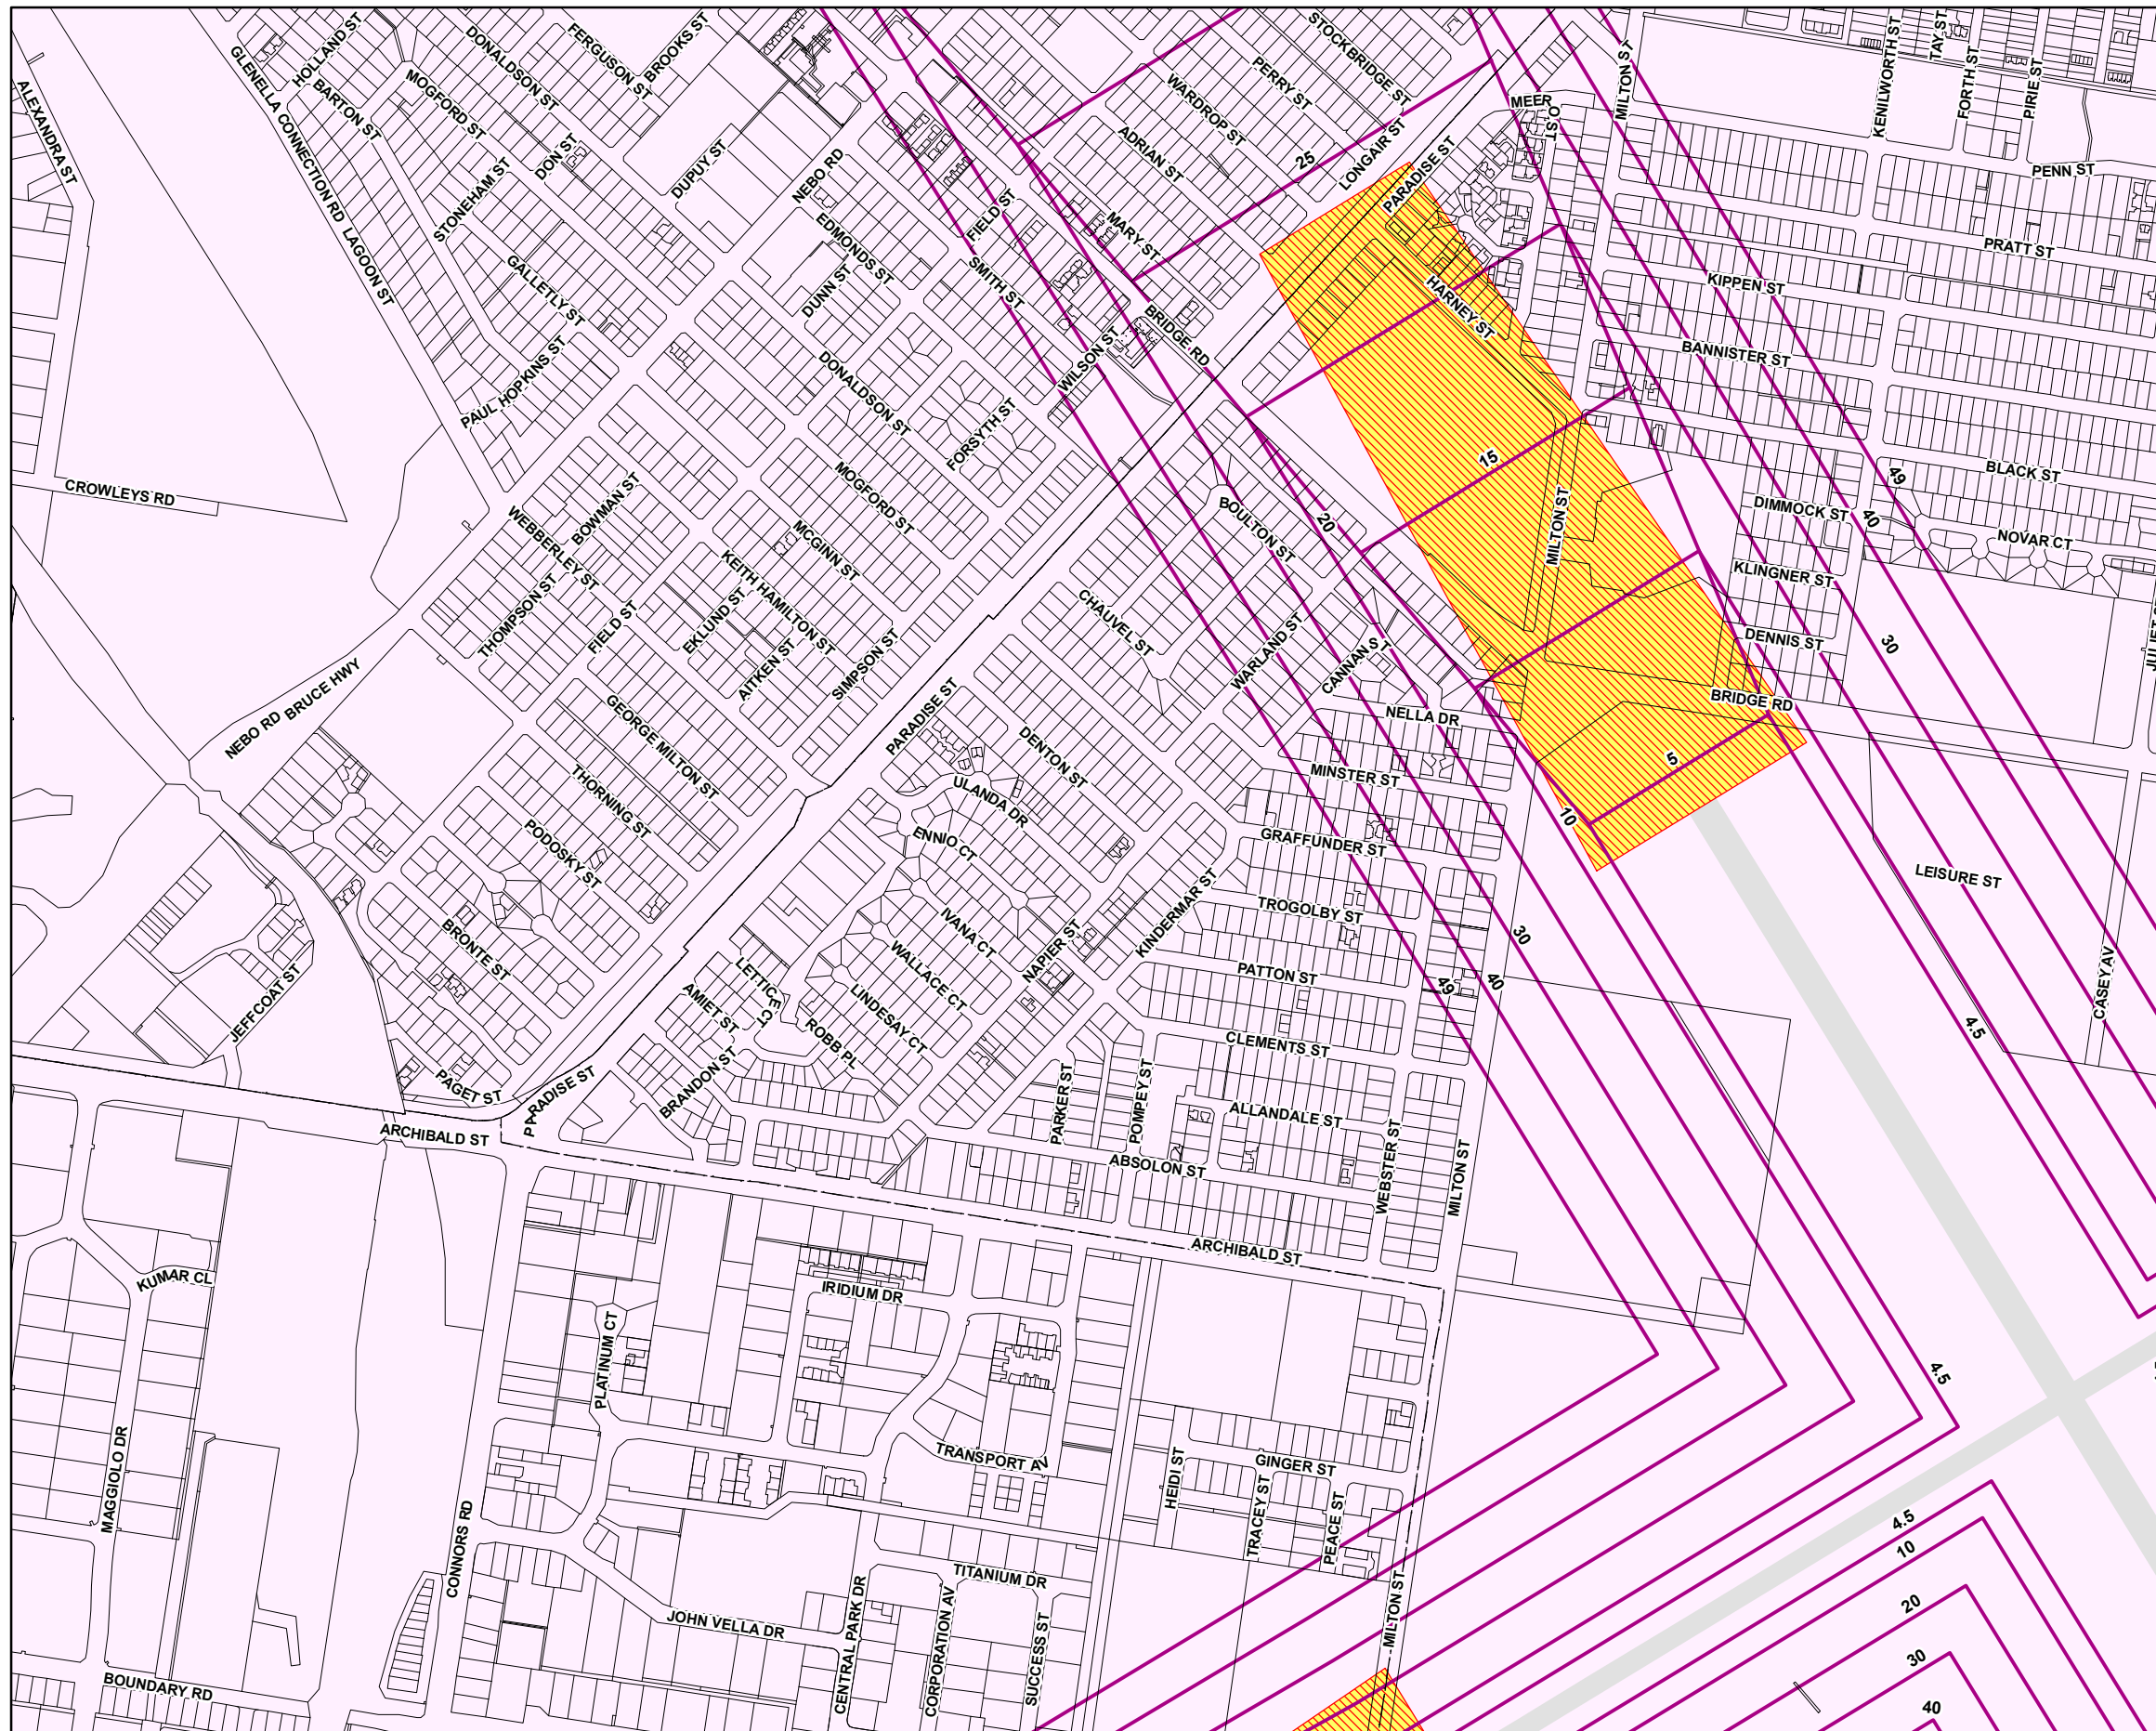 HOLLAND ST
DONALDSON ST
FERGUSON ST
BROOKS ST
STOCKBRIDGE ST
MILTON ST
KENILWORTH ST
TAY ST
FORTH ST
PIRIE ST
GLENELLA CONNECTION RD
LAGOON ST
BARTON ST
MOGFORD ST
PERRY ST
WARDROP ST
MEER
O ST
ALEXANDRA ST
DON ST
DUPUY ST
NEBO RD
ADRIAN ST
25
LONGAIR ST
PARADISE ST
PENN ST
STONEHAM ST
EDMONDS ST
FIELD ST
MARY ST
PRATT ST
GALLETLY ST
DUNN ST
SMITH ST
HARNEY ST
KIPPEN ST
BRIDGE RD
WILSON ST
BANNISTER ST
PAUL HOPKINS ST
DONALDSON ST
FORSYTH ST
15
49
BLACK ST
CROWLEYS RD
BOWMAN ST
MOGFORD ST
BOULTON ST
20
MILTON ST
DIMMOCK ST
40
NOVAR CT
WEBBERLEY ST
MCGINN ST
KEITH HAMILTON ST
KLINGNER ST
THOMPSON ST
FIELD ST
EKLUND ST
AITKEN ST
SIMPSON ST
CHAUVEL ST
WARLAND ST
CANNAN ST
DENNIS ST
30
NEBO RD
BRUCE HWY
GEORGE MILTON ST
PARADISE ST
DENTON ST
NELLA DR
BRIDGE RD
THORNING ST
ULANDA DR
MINSTER ST
5
PODOSKY ST
ENNIO CT
GRAFFUNDER ST
10
LEISURE ST
BRONTE ST
IVANA CT
NAPIER ST
KINDERMAR ST
TROGOLBY ST
30
JEFFCOAT ST
LETTICE CT
WALLACE CT
PATTON ST
49
40
CASEY AV
AMIET ST
ROBB PL
LINDESAY CT
CLEMENTS ST
4.5
PAGET ST
PARADISE ST
BRANDON ST
PARKER ST
POMPEY ST
ALLANDALE ST
ARCHIBALD ST
ABSOLON ST
WEBSTER ST
MILTON ST
ARCHIBALD ST
KUMAR CL
IRIDIUM DR
PLATINUM CT
4.5
MAGGIOLO DR
TRANSPORT AV
HEIDI ST
GINGER ST
TRACEY ST
PEACE ST
CONNORS RD
4.5
10
TITANIUM DR
20
JOHN VELLA DR
CENTRAL PARK DR
CORPORATION AV
SUCCESS ST
MILTON ST
30
BOUNDARY RD
40